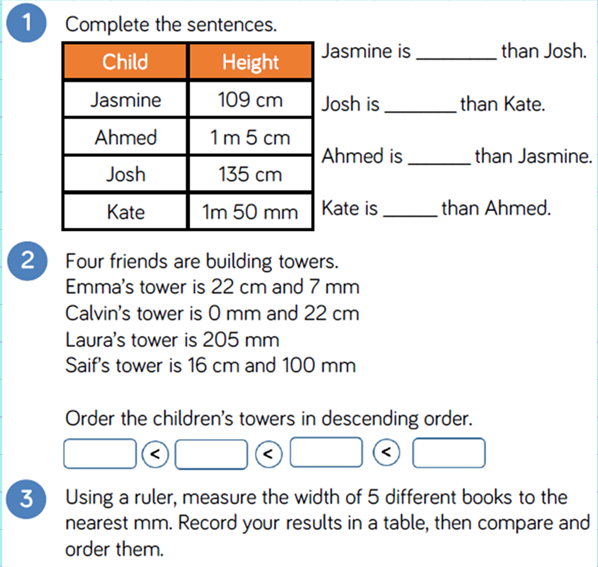 1 Complete the sentences.
Child Height
Jasmine 109 cm
Ahmed 1 m 5 cm
Josh 135 cm
Kate 1m 50 mm
Jasmine is ________ than Josh.
Josh is ________ than Kate.
Ahmed is _______ than Jasmine.
Kate is ______ than Ahmed.
2 Four friends are building towers.
Emma's tower is 22 cm and 7 mm
Calvin's tower is 0 mm and 22 cm
Laura's tower is 205 mm
Saif's tower is 16 cm and 100 mm
Order the children's towers in descending order.
< < <
3 Using a ruler, measure the width of 5 different books to the
nearest mm. Record your results in a table, then compare and
order them.